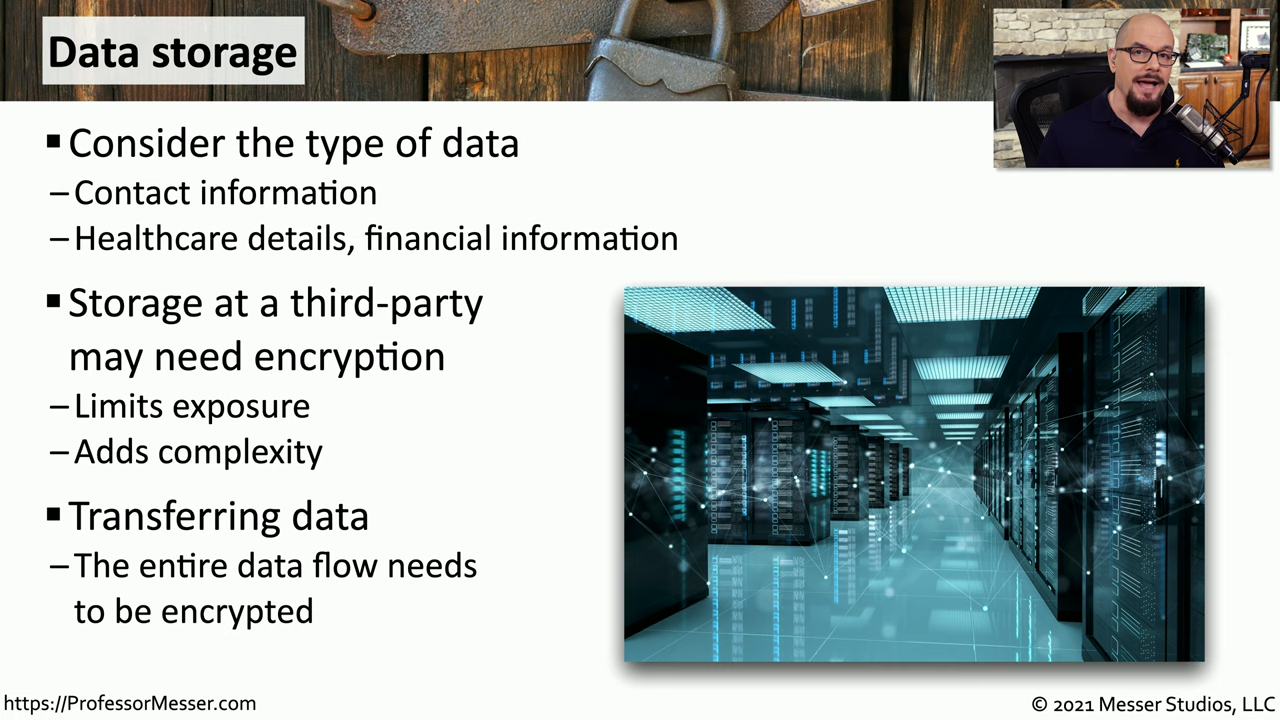 Data storage
▪ Consider the type of data
– Contact information
– Healthcare details, financial information
▪ Storage at a third-party
may need encryption
– Limits exposure
– Adds complexity
▪ Transferring data
– The entire data flow needs
to be encrypted
https://ProfessorMesser.com
© 2021 Messer Studios, LLC